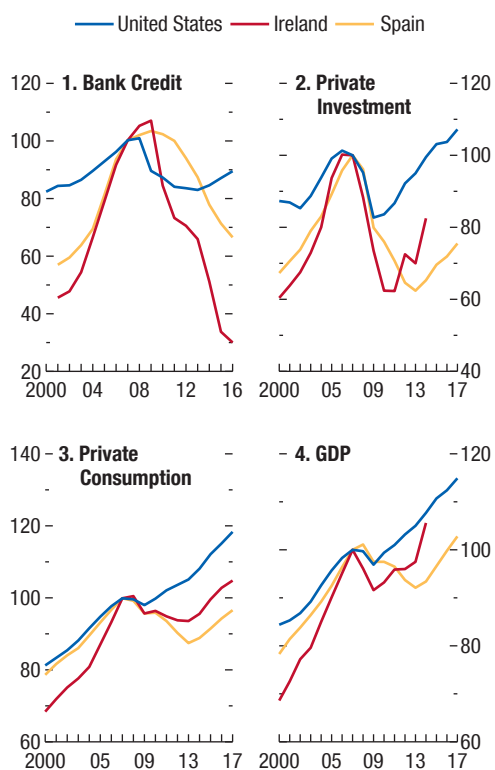 United States Ireland Spain
1. Bank Credit
120
100
80
60
40
20
2000 04 08 12 16
2. Private
Investment
120
100
80
60
40
2000 05 09 13 17
3. Private
Consumption
140
120
100
80
60
2000 05 09 13 17
4. GDP
120
100
80
60
2000 05 09 13 17